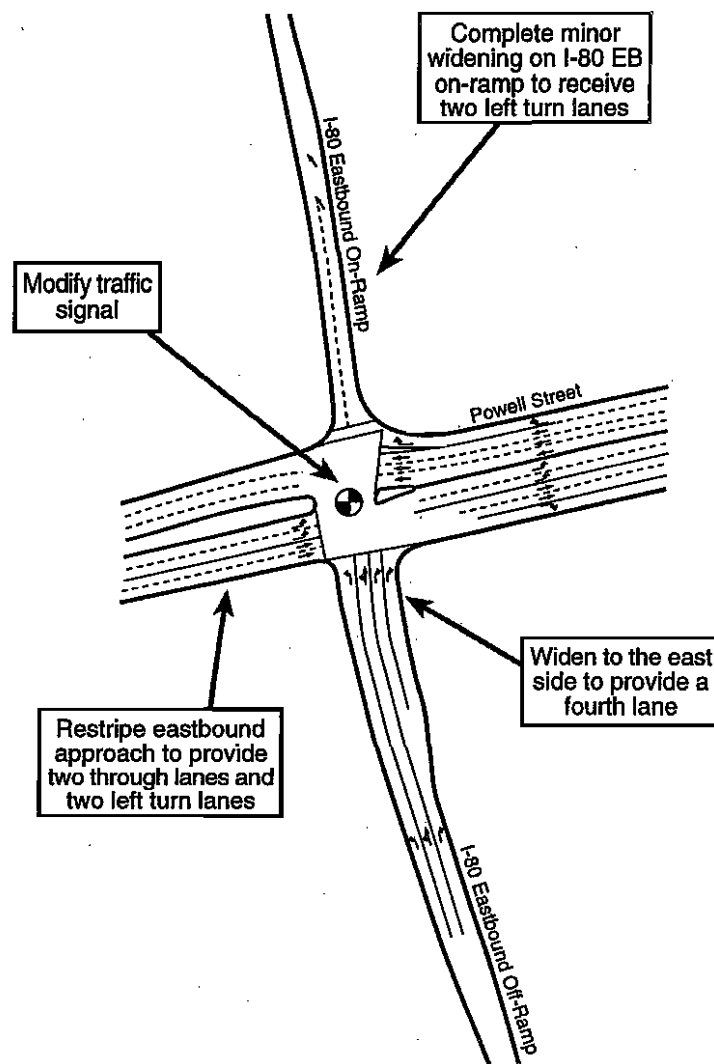 Complete minor
widening on I-80 EB
on-ramp to receive
two left turn lanes
I-80 Eastbound On-Ramp
Modify traffic
signal
Powell Street
Widen to the east
side to provide a
fourth lane
Restripe eastbound
approach to provide
two through lanes and
two left turn lanes
I-80 Eastbound Off-Ramp